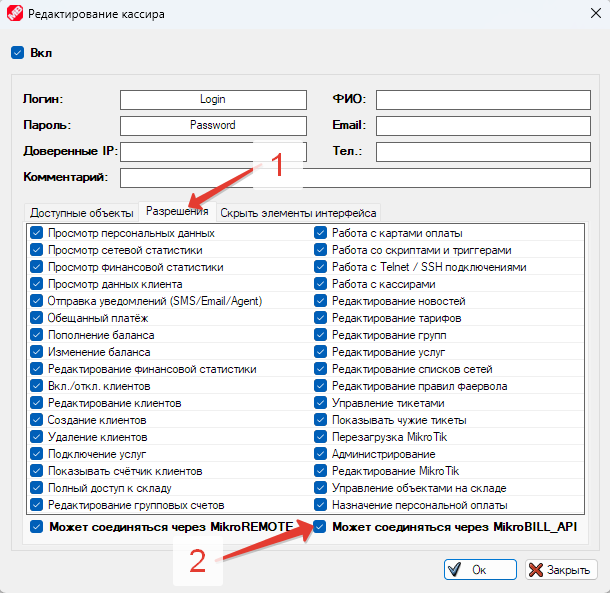 Редактирование кассира
Вкл
Логин: Login ФИО:
Пароль: Password Email:
Доверенные IP: Тел.:
Комментарий:
1
Доступные объекты Разрешения Скрыть элементы интерфейса
Просмотр персональных данных Работа с картами оплаты
Просмотр сетевой статистики Работа со скриптами и триггерами
Просмотр финансовой статистики Работа с Telnet / SSH подключениями
Просмотр данных клиента Работа с кассирами
Отправка уведомлений (SMS/Email/Agent) Редактирование новостей
Обещанный платёж Редактирование тарифов
Пополнение баланса Редактирование групп
Изменение баланса Редактирование услуг
Редактирование финансовой статистики Редактирование списков сетей
Вкл./откл. клиентов Редактирование правил фаервола
Редактирование клиентов Управление тикетами
Создание клиентов Показывать чужие тикеты
Удаление клиентов Перезагрузка MikroTik
Подключение услуг Администрирование
Показывать счётчик клиентов Редактирование MikroTik
Полный доступ к складу Управление объектами на складе
Редактирование групповых счетов Назначение персональной оплаты
Может соединяться через MikroREMOTE Может соединяться через MikroBILL_API
2
Ок Закрыть